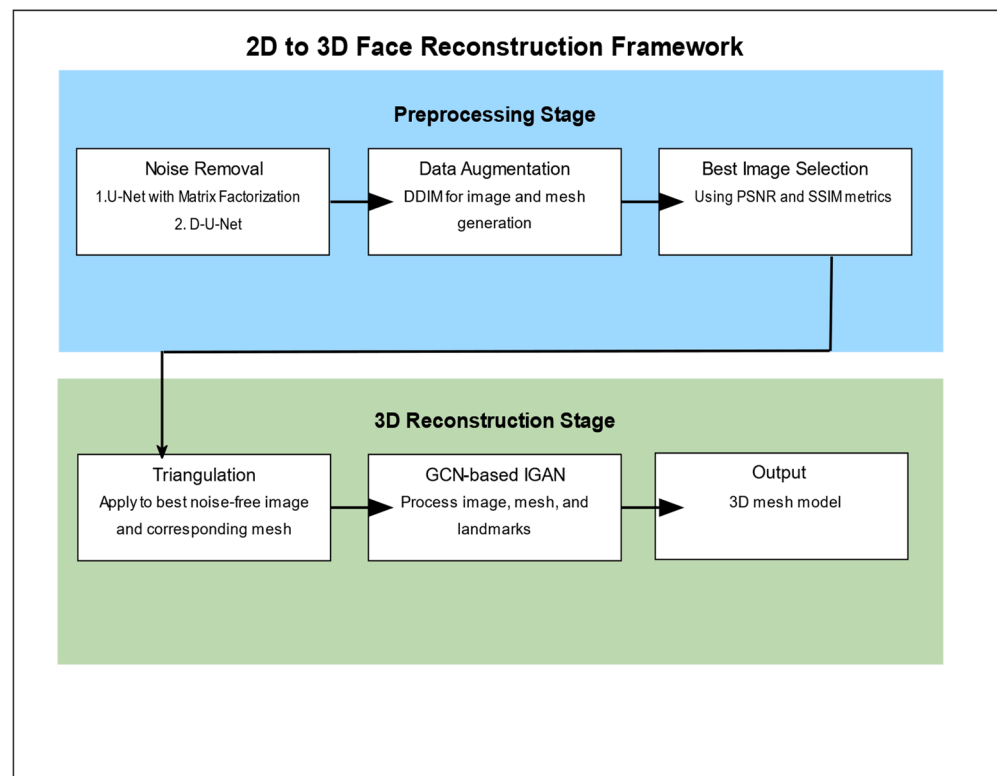 2D to 3D Face Reconstruction Framework
Preprocessing Stage
Noise Removal
1.U-Net with Matrix Factorization
2. D-U-Net
Data Augmentation
DDIM for image and mesh
generation
Best Image Selection
Using PSNR and SSIM metrics
3D Reconstruction Stage
Triangulation
Apply to best noise-free image
and corresponding mesh
GCN-based IGAN
Process image, mesh, and
landmarks
Output
3D mesh model